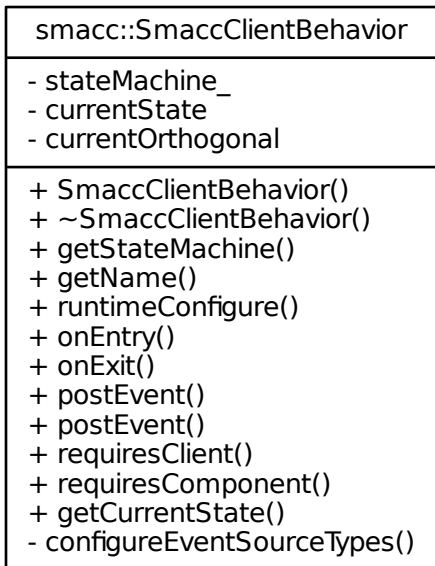 smacc::SmaccClientBehavior
- stateMachine_
- currentState
- currentOrthogonal
+ SmaccClientBehavior()
+ ~SmaccClientBehavior()
+ getStateMachine()
+ getName()
+ runtimeConfigure()
+ onEntry()
+ onExit()
+ postEvent()
+ postEvent()
+ requiresClient()
+ requiresComponent()
+ getCurrentState()
- configureEventSourceTypes()